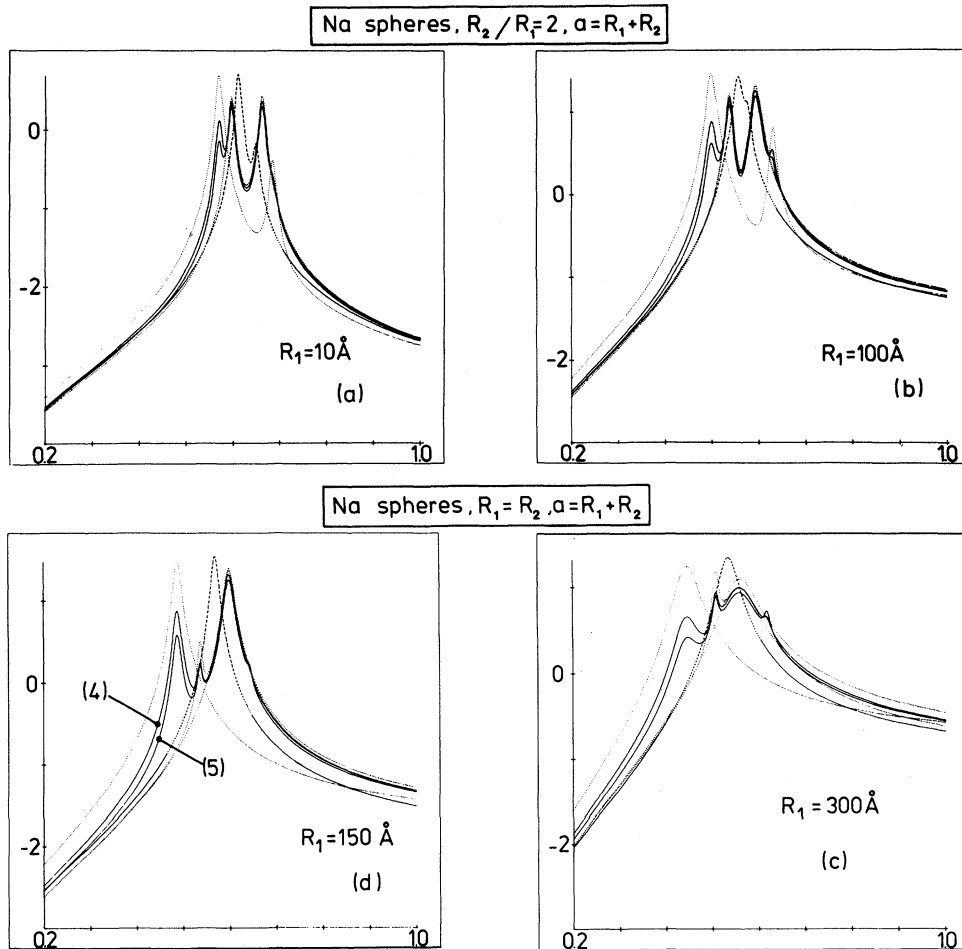 Na spheres, R₂/R₁=2, a=R₁+R₂
0
-2
0.2
1.0
R₁=10Å
(a)
0
-2
0.2
1.0
R₁=100Å
(b)
Na spheres, R₁=R₂, a=R₁+R₂
0
-2
0.2
1.0
(4)
(5)
R₁=150 Å
(d)
0
-2
0.2
1.0
R₁=300Å
(c)